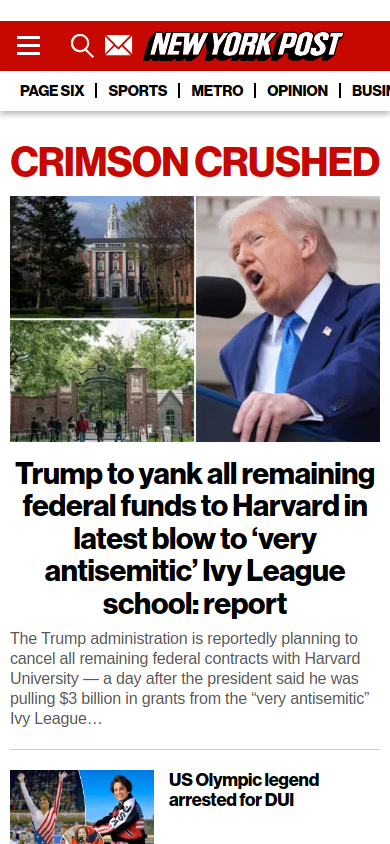 NEW YORK POST
PAGE SIX
SPORTS
METRO
OPINION
BUSIN
CRIMSON CRUSHED
Trump to yank all remaining
federal funds to Harvard in
latest blow to ‘very
antisemitic’ Ivy League
school: report
The Trump administration is reportedly planning to
cancel all remaining federal contracts with Harvard
University — a day after the president said he was
pulling $3 billion in grants from the “very antisemitic”
Ivy League…
US Olympic legend
arrested for DUI